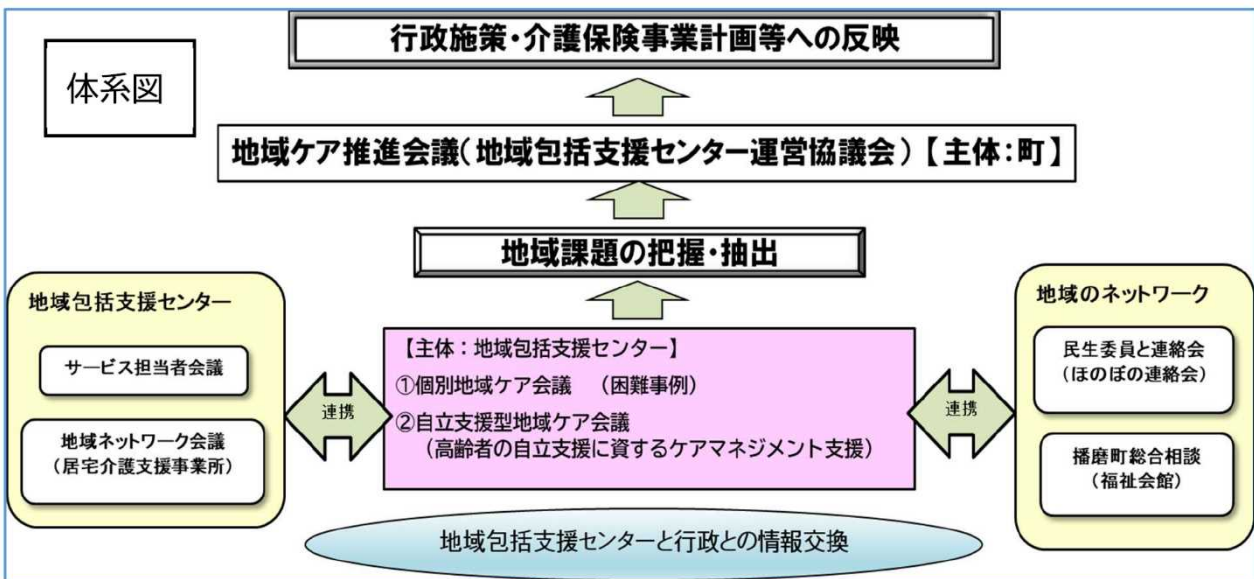 行政施策・介護保険事業計画等への反映
体系図
地域ケア推進会議(地域包括支援センター運営協議会)【主体:町】
地域課題の把握・抽出
地域包括支援センター
サービス担当者会議
地域ネットワーク会議
(居宅介護支援事業所)
連携
【主体:地域包括支援センター】
①個別地域ケア会議 (困難事例)
②自立支援型地域ケア会議
(高齢者の自立支援に資するケアマネジメント支援)
連携
地域のネットワーク
民生委員と連絡会
(ほのぼの連絡会)
播磨町総合相談
(福祉会館)
地域包括支援センターと行政との情報交換